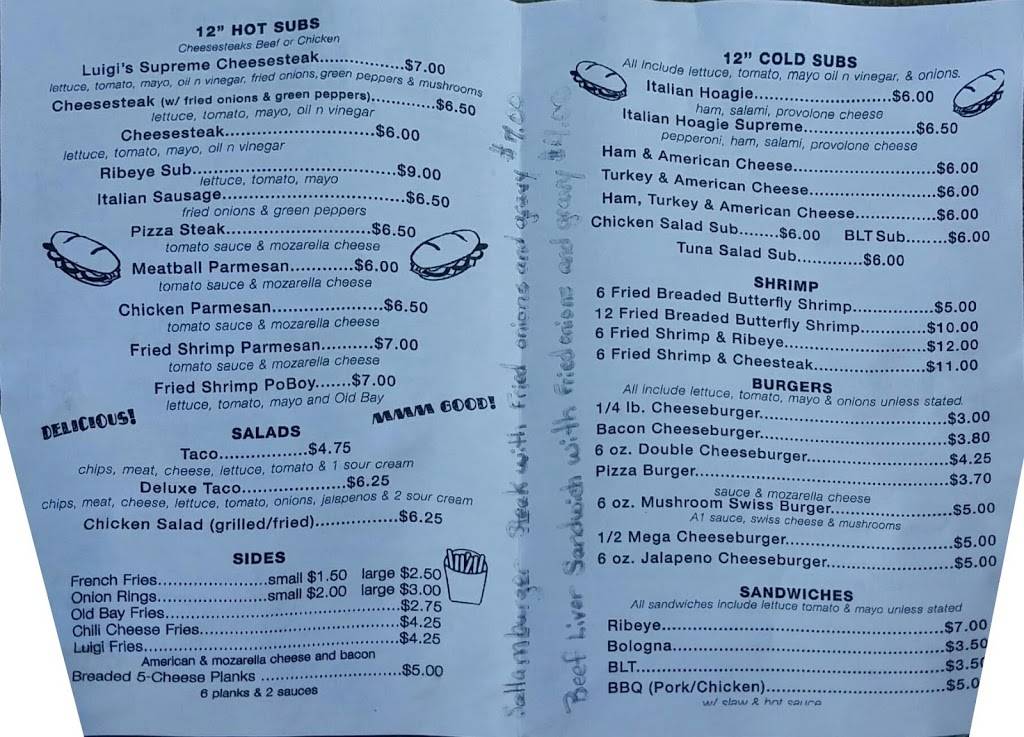 12" HOT SUBS
Cheesesteaks Beef or Chicken
Luigi's Supreme Cheesesteak................$7.00
lettuce, tomato, mayo, oil n vinegar, fried onions, green peppers & mushrooms
Cheesesteak (w/ fried onions & green peppers)............$6.50
lettuce, tomato, mayo, oil n vinegar
Cheesesteak............................$6.00
lettuce, tomato, mayo, oil n vinegar
Ribeye Sub................................$9.00
lettuce, tomato, mayo
Italian Sausage.................................$6.50
fried onions & green peppers
Pizza Steak...........................$6.50
tomato sauce & mozarella cheese
Meatball Parmesan............$6.00
tomato sauce & mozarella cheese
Chicken Parmesan.....................$6.50
tomato sauce & mozarella cheese
Fried Shrimp Parmesan..........$7.00
tomato sauce & mozarella cheese
Fried Shrimp PoBoy.......$7.00
lettuce, tomato, mayo and Old Bay
DELICIOUS!
MMMM GOOD!
SALADS
Taco.................$4.75
chips, meat, cheese, lettuce, tomato & 1 sour cream
Deluxe Taco...................$6.25
chips, meat, cheese, lettuce, tomato, onions, jalapenos & 2 sour cream
Chicken Salad (grilled/fried)................$6.25
SIDES
French Fries......................small $1.50 large $2.50
Onion Rings......................small $2.00 large $3.00
Old Bay Fries..............................................$2.75
Chili Cheese Fries........................................$4.25
Luigi Fries...................................................$4.25
American & mozarella cheese and bacon
Breaded 5-Cheese Planks ............................$5.00
6 planks & 2 sauces
Steak with Fried onions and gravy $7.00
Beef Liver Sandwich with Fried onions and gravy
12" COLD SUBS
All Include lettuce, tomato, mayo oil n vinegar, & onions.
Italian Hoagie..........................$6.00
ham, salami, provolone cheese
Italian Hoagie Supreme.....................$6.50
pepperoni, ham, salami, provolone cheese
Ham & American Cheese...........................$6.00
Turkey & American Cheese........................$6.00
Ham, Turkey & American Cheese...............$6.00
Chicken Salad Sub........$6.00 BLT Sub........$6.00
Tuna Salad Sub............$6.00
SHRIMP
6 Fried Breaded Butterfly Shrimp...............$5.00
12 Fried Breaded Butterfly Shrimp............$10.00
6 Fried Shrimp & Ribeye..........................$12.00
6 Fried Shrimp & Cheesteak.....................$11.00
BURGERS
All Include lettuce, tomato, mayo & onions unless stated.
1/4 lb. Cheeseburger...................................$3.00
Bacon Cheeseburger...................................$3.80
6 oz. Double Cheeseburger..........................$4.25
Pizza Burger...............................................$3.70
sauce & mozarella cheese
6 oz. Mushroom Swiss Burger......................$5.00
A1 sauce, swiss cheese & mushrooms
1/2 Mega Cheeseburger...............................$5.00
6 oz. Jalapeno Cheeseburger.......................$5.00
SANDWICHES
All sandwiches include lettuce tomato & mayo unless stated
Ribeye.....................................................$7.00
Bologna....................................................$3.50
BLT..........................................................$3.50
BBQ (Pork/Chicken)...................................$5.0
w/ slaw & hot sauce